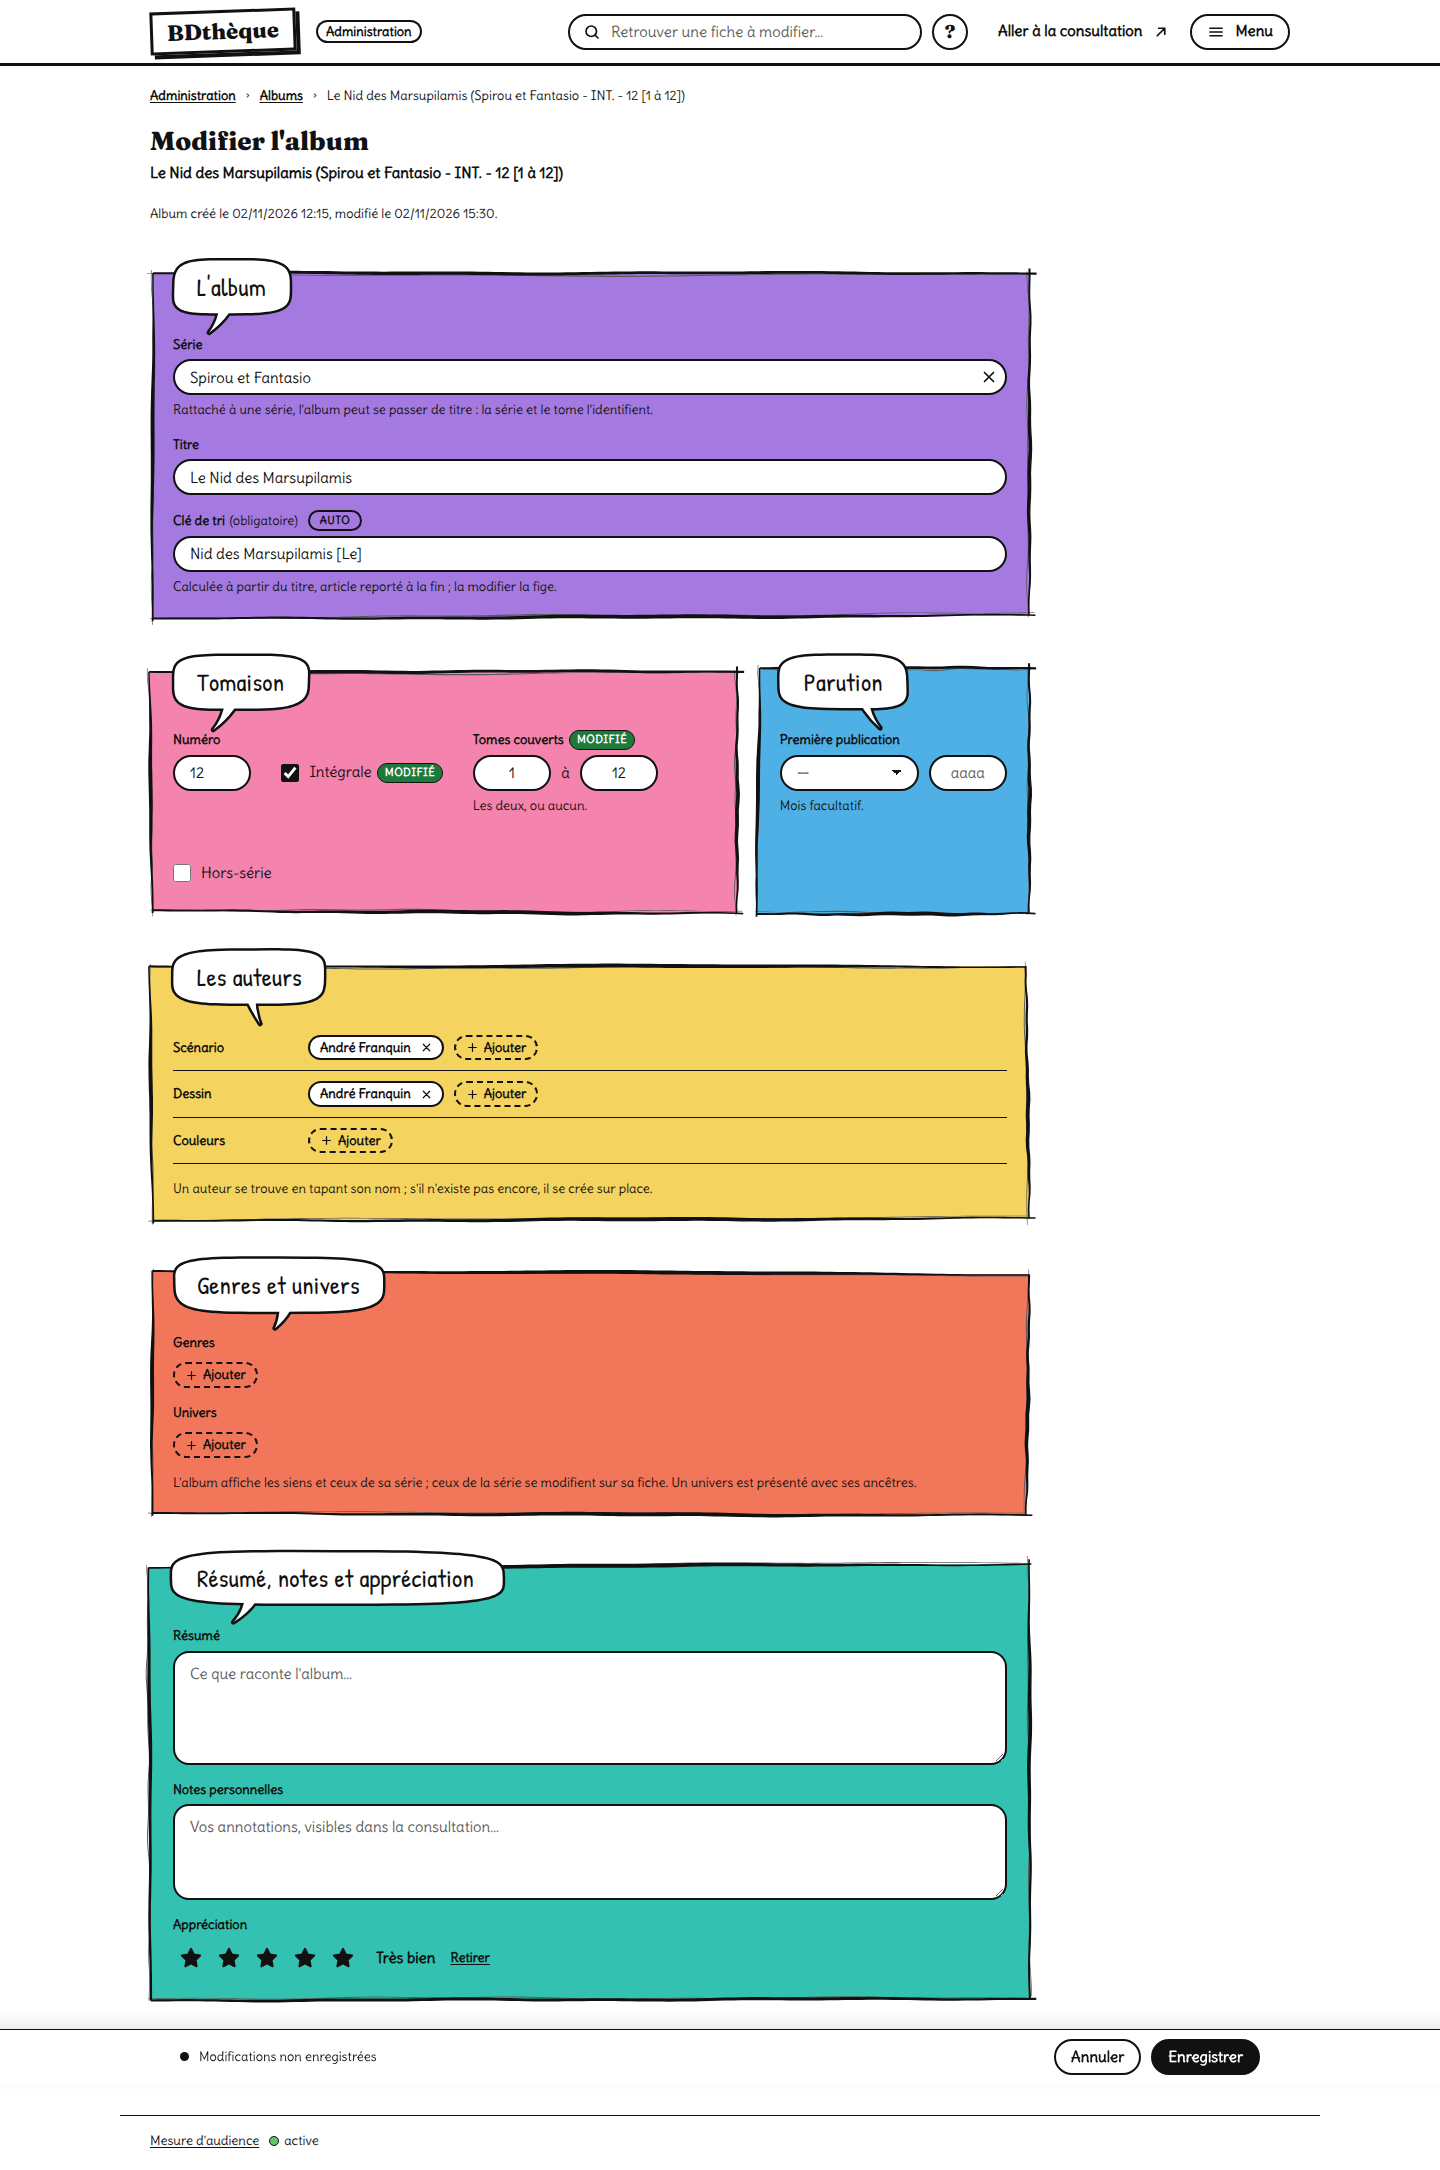 BDthèque
Administration
Retrouver une fiche à modifier...
?
Aller à la consultation
Menu
Administration › Albums › Le Nid des Marsupilamis (Spirou et Fantasio - INT. - 12 [1 à 12])
Modifier l'album
Le Nid des Marsupilamis (Spirou et Fantasio - INT. - 12 [1 à 12])
Album créé le 02/11/2026 12:15, modifié le 02/11/2026 15:30.
L'album
Série
Spirou et Fantasio
Rattaché à une série, l'album peut se passer de titre : la série et le tome l'identifient.
Titre
Le Nid des Marsupilamis
Clé de tri (obligatoire) AUTO
Nid des Marsupilamis [Le]
Calculée à partir du titre, article reporté à la fin ; la modifier la fige.
Tomaison
Numéro
12
Intégrale MODIFIÉ
Tomes couverts MODIFIÉ
1 à 12
Les deux, ou aucun.
Hors-série
Parution
Première publication
— aaaa
Mois facultatif.
Les auteurs
Scénario André Franquin + Ajouter
Dessin André Franquin + Ajouter
Couleurs + Ajouter
Un auteur se trouve en tapant son nom ; s'il n'existe pas encore, il se crée sur place.
Genres et univers
Genres
+ Ajouter
Univers
+ Ajouter
L'album affiche les siens et ceux de sa série ; ceux de la série se modifient sur sa fiche. Un univers est présenté avec ses ancêtres.
Résumé, notes et appréciation
Résumé
Ce que raconte l'album...
Notes personnelles
Vos annotations, visibles dans la consultation...
Appréciation
Très bien Retirer
Modifications non enregistrées
Annuler
Enregistrer
Mesure d'audience active